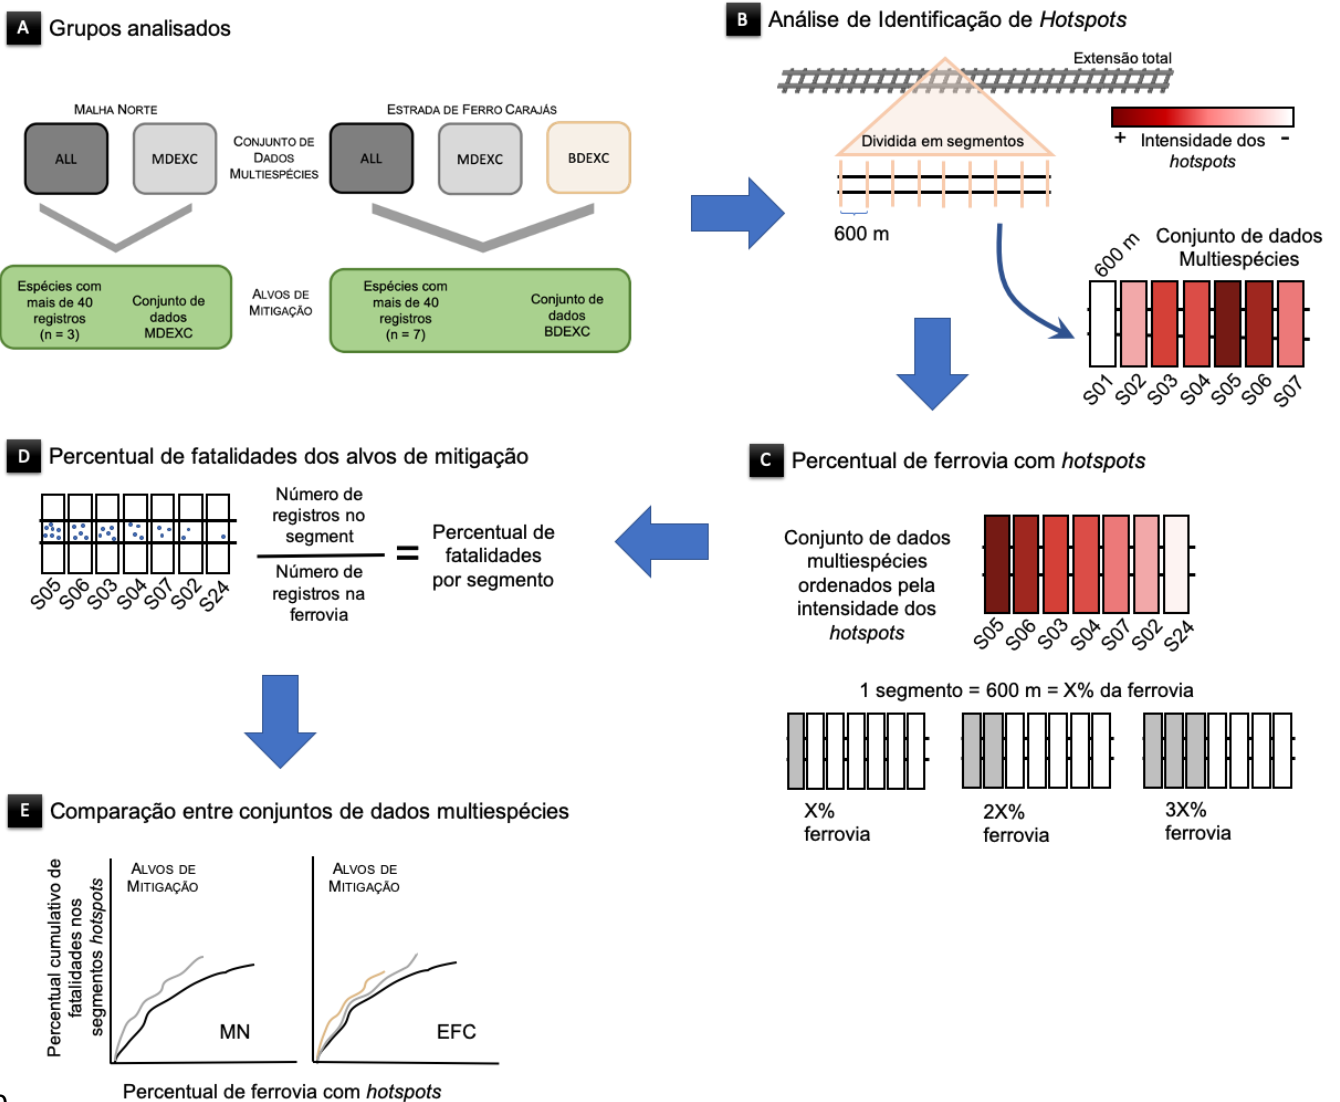 A Grupos analisados
MALHA NORTE
ESTRADA DE FERRO CARAJÁS
ALL
MDEXC
CONJUNTO DE
DADOS
MULTIESPÉCIES
ALL
MDEXC
BDEXC
Espécies com
mais de 40
registros
(n = 3)
Conjunto de
dados
MDEXC
ALVOS DE
MITIGAÇÃO
Espécies com
mais de 40
registros
(n = 7)
Conjunto de
dados
BDEXC
B Análise de Identificação de Hotspots
Extensão total
Dividida em segmentos
600 m
+ Intensidade dos -
hotspots
Conjunto de dados
Multiespécies
600 m
S01
S02
S03
S04
S05
S06
S07
C Percentual de ferrovia com hotspots
Conjunto de dados
multiespécies
ordenados pela
intensidade dos
hotspots
S05
S06
S03
S04
S07
S02
S24
1 segmento = 600 m = X% da ferrovia
X%
ferrovia
2X%
ferrovia
3X%
ferrovia
D Percentual de fatalidades dos alvos de mitigação
S05
S06
S03
S04
S07
S02
S24
Número de
registros no
segment
Número de
registros na
ferrovia
=
Percentual de
fatalidades
por segmento
E Comparação entre conjuntos de dados multiespécies
Percentual cumulativo de
fatalidades nos
segmentos hotspots
ALVOS DE
MITIGAÇÃO
MN
ALVOS DE
MITIGAÇÃO
EFC
Percentual de ferrovia com hotspots